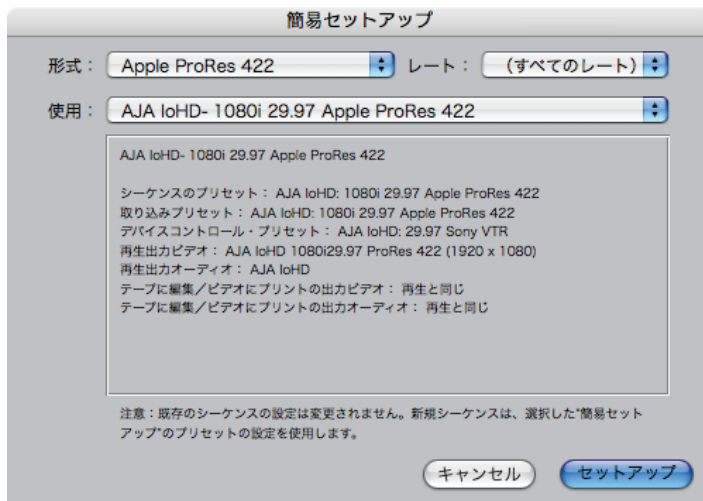 簡易セットアップ
形式： Apple ProRes 422 レート： （すべてのレート）
使用： AJA IoHD- 1080i 29.97 Apple ProRes 422
AJA IoHD- 1080i 29.97 Apple ProRes 422
シーケンスのプリセット： AJA IoHD: 1080i 29.97 Apple ProRes 422
取り込みプリセット： AJA IoHD: 1080i 29.97 Apple ProRes 422
デバイスコントロール・プリセット： AJA IoHD: 29.97 Sony VTR
再生出力ビデオ： AJA IoHD 1080i29.97 ProRes 422 (1920 x 1080)
再生出力オーディオ： AJA IoHD
テープに編集／ビデオにプリントの出力ビデオ： 再生と同じ
テープに編集／ビデオにプリントの出力オーディオ： 再生と同じ
注意：既存のシーケンスの設定は変更されません。新規シーケンスは、選択した"簡易セット
アップ"のプリセットの設定を使用します。
キャンセル セットアップ